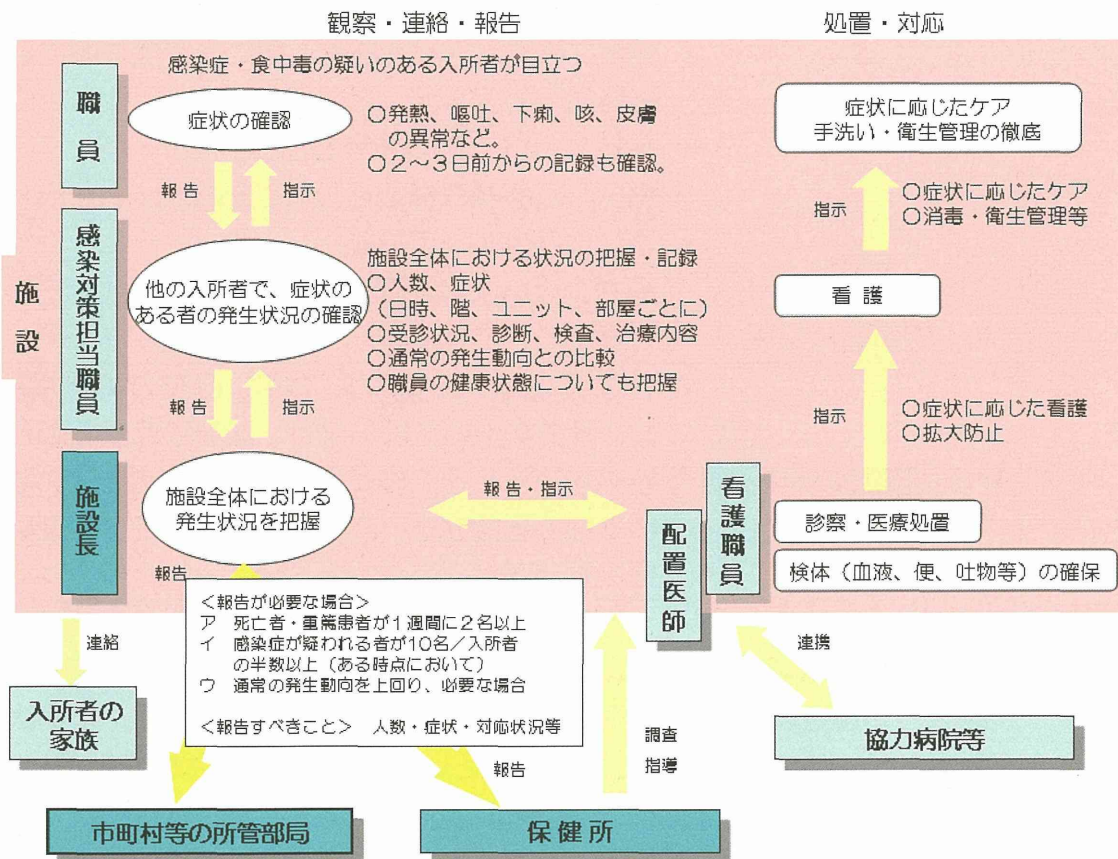 観察・連絡・報告
処置・対応
施設
職員
感染症・食中毒の疑いのある入所者が目立つ
症状の確認
○発熱、嘔吐、下痢、咳、皮膚
の異常など。
○2〜3日前からの記録も確認。
報告
指示
感染対策担当職員
他の入所者で、症状の
ある者の発生状況の確認
施設全体における状況の把握・記録
○人数、症状
(日時、階、ユニット、部屋ごとに)
○受診状況、診断、検査、治療内容
○通常の発生動向との比較
○職員の健康状態についても把握
報告
指示
施設長
施設全体における
発生状況を把握
報告・指示
報告
<報告が必要な場合>
ア 死亡者・重篤患者が1週間に2名以上
イ 感染症が疑われる者が10名/入所者
の半数以上(ある時点において)
ウ 通常の発生動向を上回り、必要な場合
<報告すべきこと> 人数・症状・対応状況等
連絡
入所者の
家族
報告
市町村等の所管部局
保健所
調査
指導
症状に応じたケア
手洗い・衛生管理の徹底
指示
○症状に応じたケア
○消毒・衛生管理等
看護
指示
○症状に応じた看護
○拡大防止
看護職員
配置医師
診察・医療処置
検体(血液、便、吐物等)の確保
連携
協力病院等